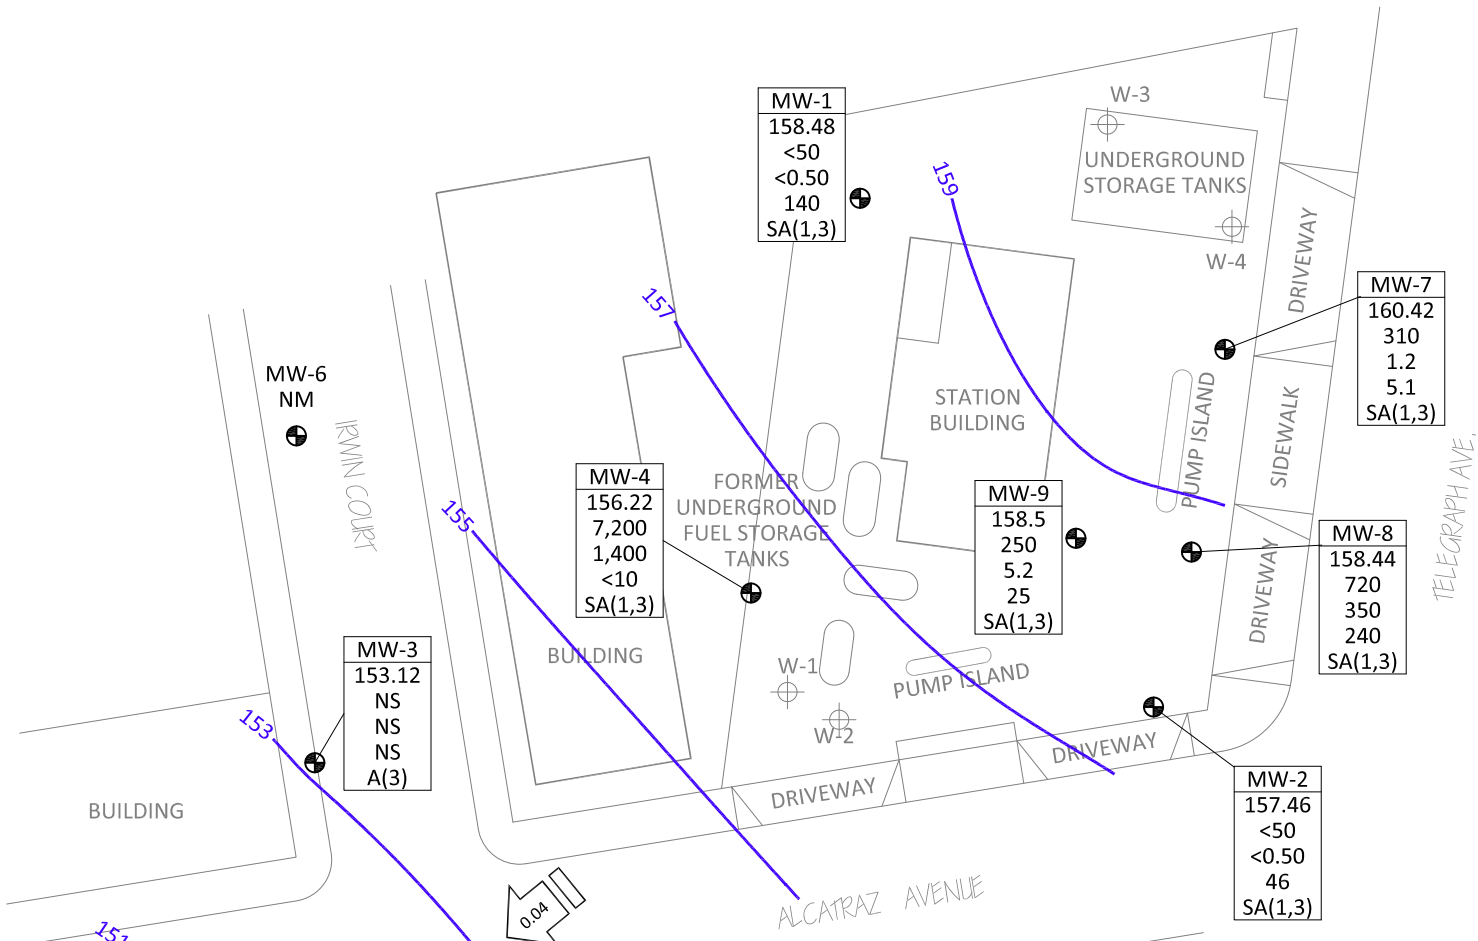 W-3
MW-1
158.48
<50
<0.50
140
SA(1,3)
159
UNDERGROUND
STORAGE TANKS
W-4
DRIVEWAY
MW-7
160.42
310
1.2
5.1
SA(1,3)
157
MW-6
NM
STATION
BUILDING
PUMP ISLAND
SIDEWALK
IRWIN COURT
TELEGRAPH AVE.
MW-4
156.22
7,200
1,400
<10
SA(1,3)
FORMER
UNDERGROUND
FUEL STORAGE
TANKS
MW-9
158.5
250
5.2
25
SA(1,3)
155
DRIVEWAY
MW-8
158.44
720
350
240
SA(1,3)
MW-3
153.12
NS
NS
NS
A(3)
BUILDING
W-1
PUMP ISLAND
W-2
153
DRIVEWAY
DRIVEWAY
MW-2
157.46
<50
<0.50
46
SA(1,3)
BUILDING
0.04
ALCATRAZ AVENUE
151